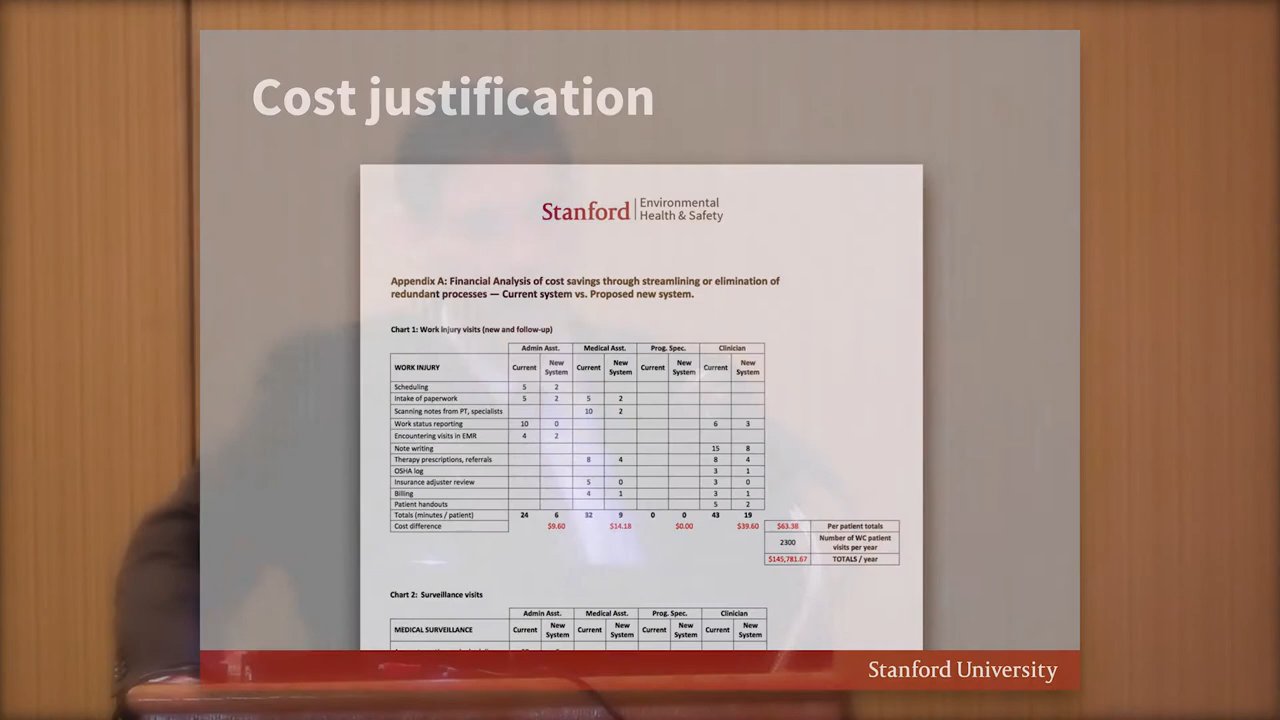 Cost justification
Stanford | Environmental
Health & Safety
Appendix A: Financial Analysis of cost savings through streamlining or elimination of
redundant processes — Current system vs. Proposed new system.
Chart 1: Work injury visits (new and follow-up)
Admin Asst. Medical Asst. Prog. Spec. Clinician
WORK INJURY Current New System Current New System Current New System Current New System
Scheduling 5 2
Intake of paperwork 5 2 5 2
Scanning notes from PT, specialists 10 2
Work status reporting 10 0 6 3
Encountering visits in EMR 4 2
Note writing 15 8
Therapy prescriptions, referrals 8 4 8 4
OSHA log 3 1
Insurance adjuster review 5 0 3 0
Billing 4 1 3 1
Patient handouts 5 2
Totals (minutes / patient) 24 6 32 9 0 0 43 19
Cost difference $9.60 $14.18 $0.00 $39.60 $63.38 Per patient totals
2300 Number of WC patient visits per year
$145,781.67 TOTALS / year
Chart 2: Surveillance visits
Admin Asst. Medical Asst. Prog. Spec. Clinician
MEDICAL SURVEILLANCE Current New System Current New System Current New System Current New System
Stanford University